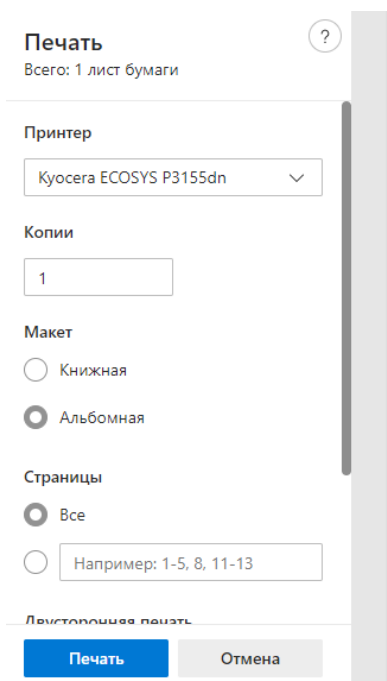 Печать
?
Всего: 1 лист бумаги
Принтер
Kyocera ECOSYS P3155dn
Копии
1
Макет
Книжная
Альбомная
Страницы
Все
Например: 1-5, 8, 11-13
Двусторонняя печать
Печать
Отмена